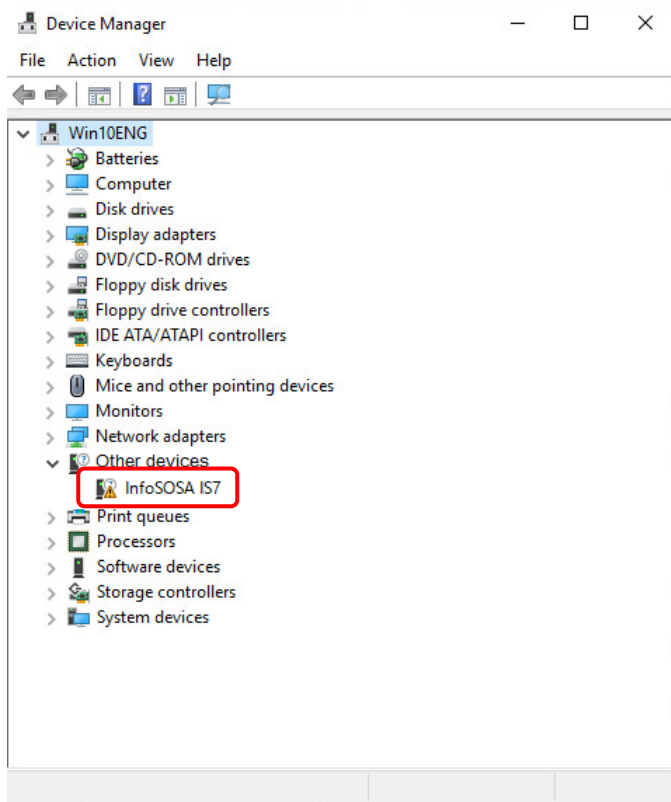 Device Manager
File Action View Help
Win10ENG
Batteries
Computer
Disk drives
Display adapters
DVD/CD-ROM drives
Floppy disk drives
Floppy drive controllers
IDE ATA/ATAPI controllers
Keyboards
Mice and other pointing devices
Monitors
Network adapters
Other devices
InfoSOSA IS7
Print queues
Processors
Software devices
Storage controllers
System devices